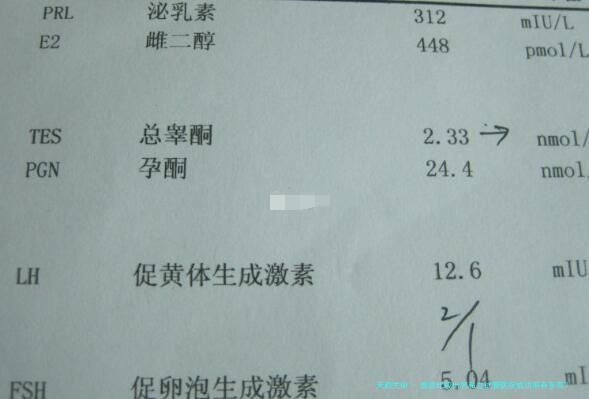 PRL 泌乳素 312 mIU/L
E2 雌二醇 448 pmol/L
TES 总睾酮 2.33 → nmol/
PGN 孕酮 24.4 nmol/
LH 促黄体生成激素 12.6 mIU
2/1
FSH 促卵泡生成激素 5.04 mI